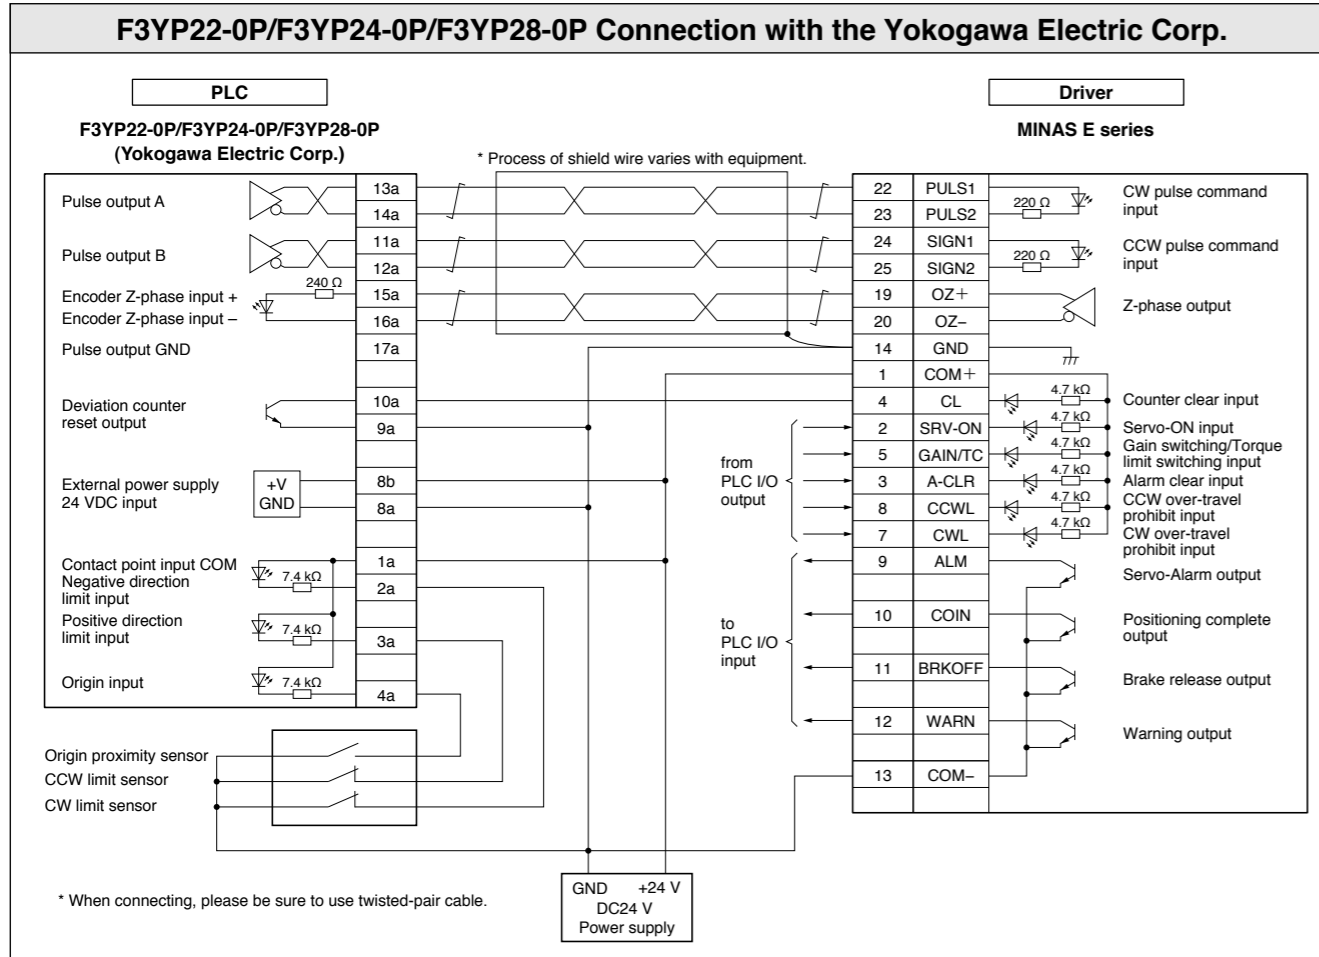 F3YP22-0P/F3YP24-0P/F3YP28-0P Connection with the Yokogawa Electric Corp.
PLC
Driver
F3YP22-0P/F3YP24-0P/F3YP28-0P
(Yokogawa Electric Corp.)
MINAS E series
* Process of shield wire varies with equipment.
Pulse output A
13a
14a
22 PULS1
23 PULS2
220 Ω
CW pulse command
input
Pulse output B
11a
12a
24 SIGN1
25 SIGN2
220 Ω
CCW pulse command
input
240 Ω
Encoder Z-phase input +
Encoder Z-phase input –
15a
16a
19 OZ+
20 OZ–
Z-phase output
Pulse output GND
17a
14 GND
1 COM+
Deviation counter
reset output
10a
9a
4 CL
4.7 kΩ
Counter clear input
2 SRV-ON
4.7 kΩ
Servo-ON input
5 GAIN/TC
4.7 kΩ
Gain switching/Torque
limit switching input
3 A-CLR
4.7 kΩ
Alarm clear input
8 CCWL
4.7 kΩ
CCW over-travel
prohibit input
7 CWL
4.7 kΩ
CW over-travel
prohibit input
from
PLC I/O
output
External power supply
24 VDC input
+V
GND
8b
8a
Contact point input COM
Negative direction
limit input
7.4 kΩ
1a
2a
Positive direction
limit input
7.4 kΩ
3a
Origin input
7.4 kΩ
4a
to
PLC I/O
input
9 ALM
Servo-Alarm output
10 COIN
Positioning complete
output
11 BRKOFF
Brake release output
12 WARN
Warning output
13 COM–
Origin proximity sensor
CCW limit sensor
CW limit sensor
GND +24 V
DC24 V
Power supply
* When connecting, please be sure to use twisted-pair cable.